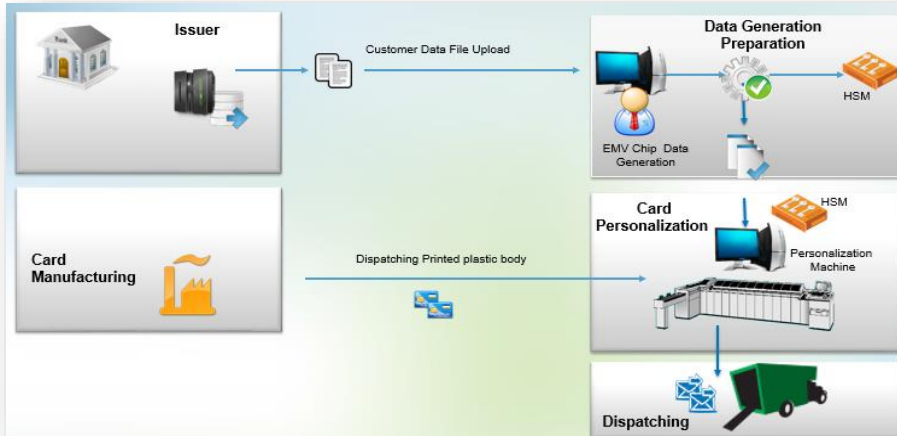 Issuer
Bank
Customer Data File Upload
Data Generation
Preparation
HSM
EMV Chip Data
Generation
Card
Manufacturing
Dispatching Printed plastic body
Card
Personalization
HSM
Personalization
Machine
Dispatching